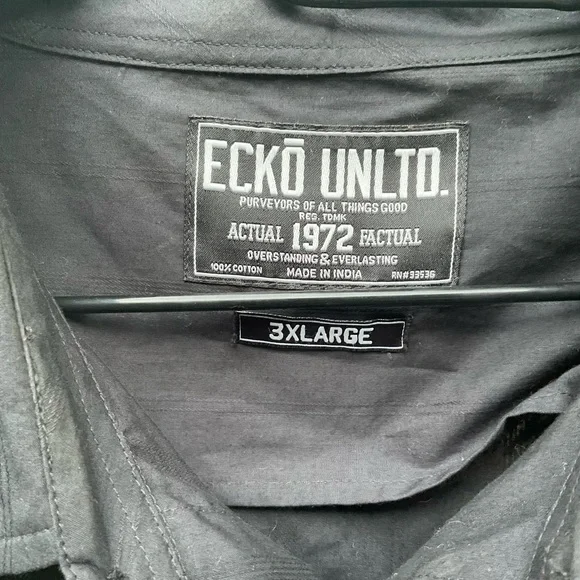 ECKŌ UNLTD.
PURVEYORS OF ALL THINGS GOOD
REG. TDMK
ACTUAL 1972 FACTUAL
OVERSTANDING & EVERLASTING
100% COTTON MADE IN INDIA RN#93536
3XLARGE